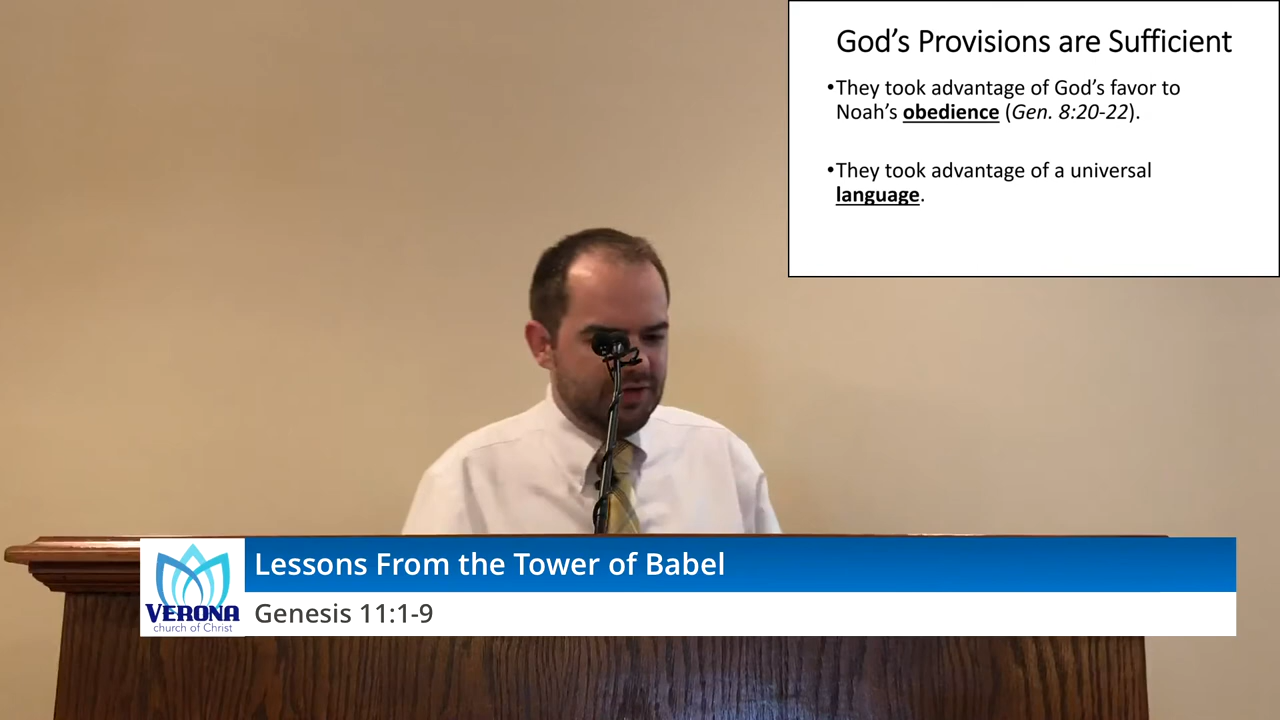 God's Provisions are Sufficient
•They took advantage of God's favor to
Noah's obedience (Gen. 8:20-22).
•They took advantage of a universal
language.
Lessons From the Tower of Babel
Genesis 11:1-9
VERONA
church of Christ